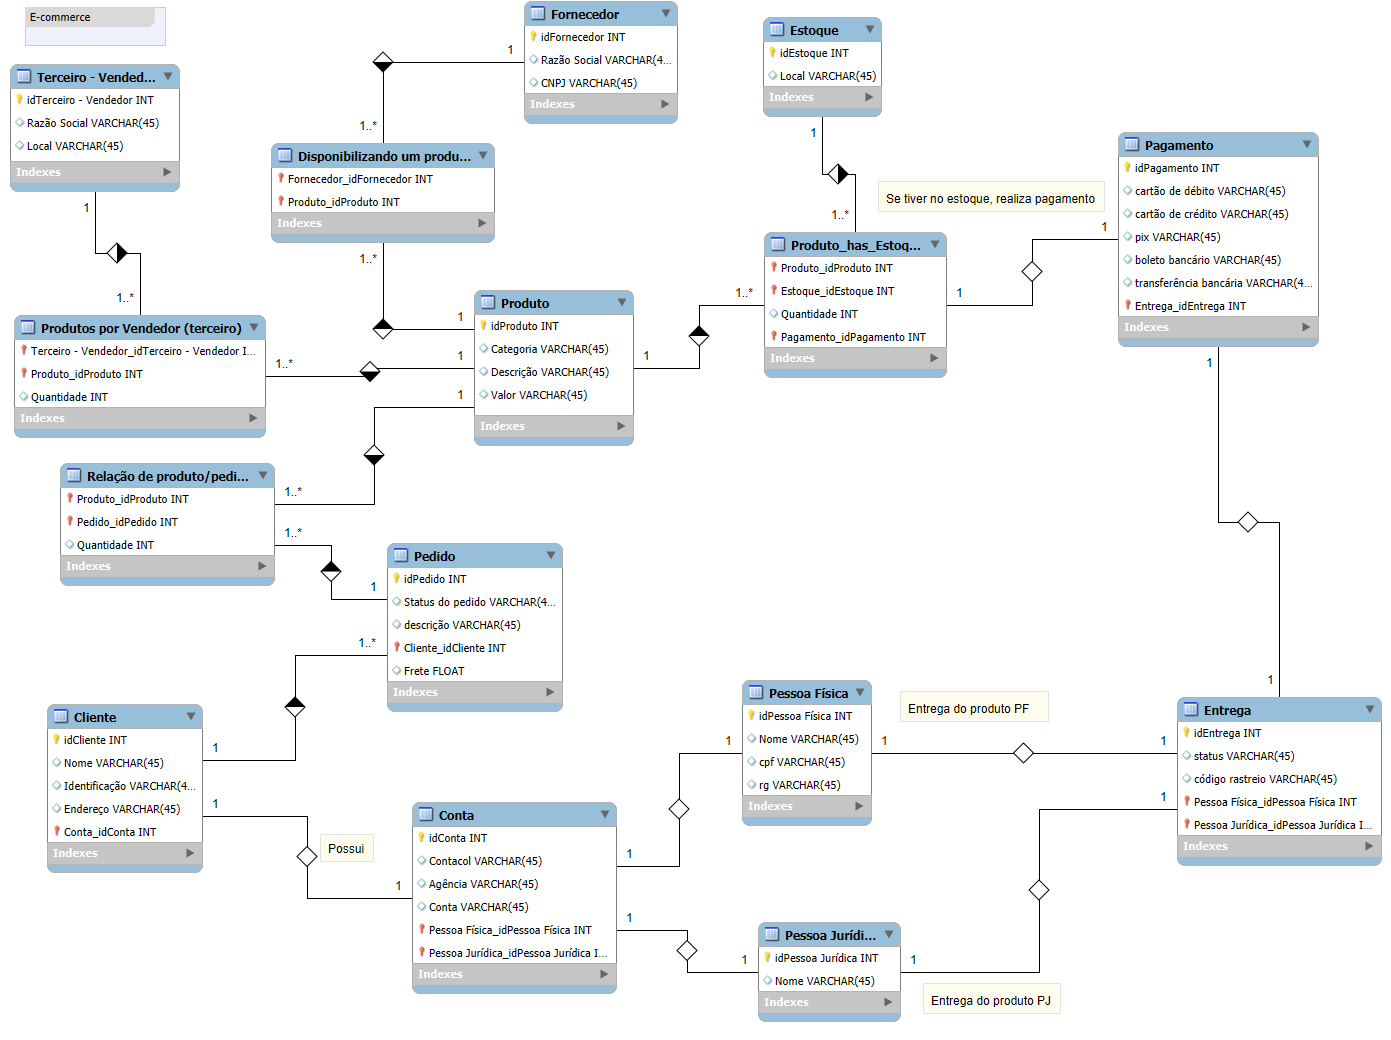 E-commerce
Terceiro - Vended...
idTerceiro - Vendedor INT
Razão Social VARCHAR(45)
Local VARCHAR(45)
Indexes
1
1..*
Fornecedor
idFornecedor INT
Razão Social VARCHAR(4...
CNPJ VARCHAR(45)
Indexes
1
1..*
Disponibilizando um produ...
Fornecedor_idFornecedor INT
Produto_idProduto INT
Indexes
1..*
1
Estoque
idEstoque INT
Local VARCHAR(45)
Indexes
1
1..*
Se tiver no estoque, realiza pagamento
Pagamento
idPagamento INT
cartão de débito VARCHAR(45)
cartão de crédito VARCHAR(45)
pix VARCHAR(45)
boleto bancário VARCHAR(45)
transferência bancária VARCHAR(4...
Entrega_idEntrega INT
Indexes
1
1
Produto_has_Estoq...
Produto_idProduto INT
Estoque_idEstoque INT
Quantidade INT
Pagamento_idPagamento INT
Indexes
1
1..*
Produto
idProduto INT
Categoria VARCHAR(45)
Descrição VARCHAR(45)
Valor VARCHAR(45)
Indexes
1
1
1
Produtos por Vendedor (terceiro)
Terceiro - Vendedor_idTerceiro - Vendedor I...
Produto_idProduto INT
Quantidade INT
Indexes
1..*
Relação de produto/pedi...
Produto_idProduto INT
Pedido_idPedido INT
Quantidade INT
Indexes
1..*
1..*
1
Pedido
idPedido INT
Status do pedido VARCHAR(4...
descrição VARCHAR(45)
Cliente_idCliente INT
Frete FLOAT
Indexes
1..*
Cliente
idCliente INT
Nome VARCHAR(45)
Identificação VARCHAR(4...
Endereço VARCHAR(45)
Conta_idConta INT
Indexes
1
1
Possui
1
Conta
idConta INT
Contacol VARCHAR(45)
Agência VARCHAR(45)
Conta VARCHAR(45)
Pessoa Física_idPessoa Física INT
Pessoa Jurídica_idPessoa Jurídica I...
Indexes
1
1
1
1
Pessoa Física
idPessoa Física INT
Nome VARCHAR(45)
cpf VARCHAR(45)
rg VARCHAR(45)
Indexes
1
Entrega do produto PF
1
1
1
Entrega
idEntrega INT
status VARCHAR(45)
código rastreio VARCHAR(45)
Pessoa Física_idPessoa Física INT
Pessoa Jurídica_idPessoa Jurídica I...
Indexes
Pessoa Jurídi...
idPessoa Jurídica INT
Nome VARCHAR(45)
Indexes
1
Entrega do produto PJ